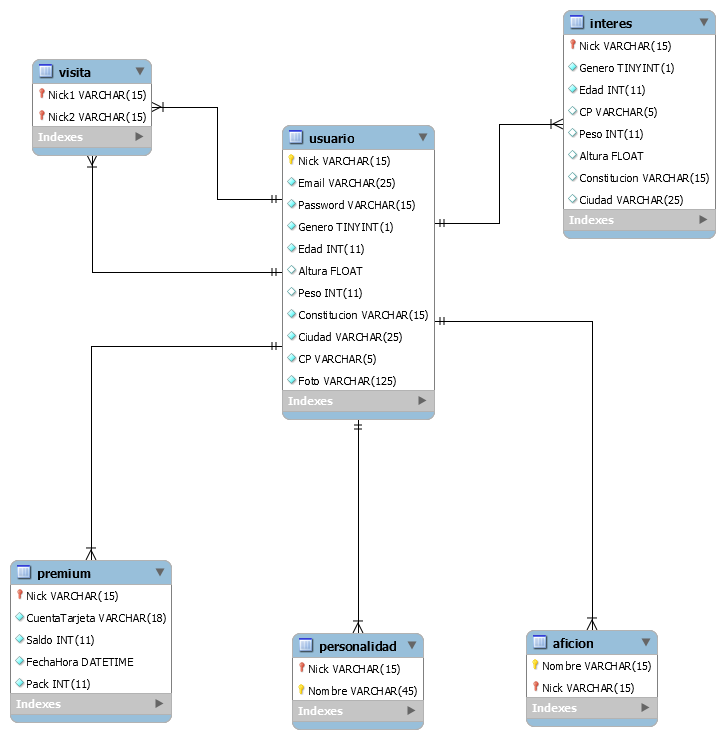 visita
Nick1 VARCHAR(15)
Nick2 VARCHAR(15)
Indexes
usuario
Nick VARCHAR(15)
Email VARCHAR(25)
Password VARCHAR(15)
Genero TINYINT(1)
Edad INT(11)
Altura FLOAT
Peso INT(11)
Constitucion VARCHAR(15)
Ciudad VARCHAR(25)
CP VARCHAR(5)
Foto VARCHAR(125)
Indexes
interes
Nick VARCHAR(15)
Genero TINYINT(1)
Edad INT(11)
CP VARCHAR(5)
Peso INT(11)
Altura FLOAT
Constitucion VARCHAR(15)
Ciudad VARCHAR(25)
Indexes
premium
Nick VARCHAR(15)
CuentaTarjeta VARCHAR(18)
Saldo INT(11)
FechaHora DATETIME
Pack INT(11)
Indexes
personalidad
Nick VARCHAR(15)
Nombre VARCHAR(45)
Indexes
aficion
Nombre VARCHAR(15)
Nick VARCHAR(15)
Indexes